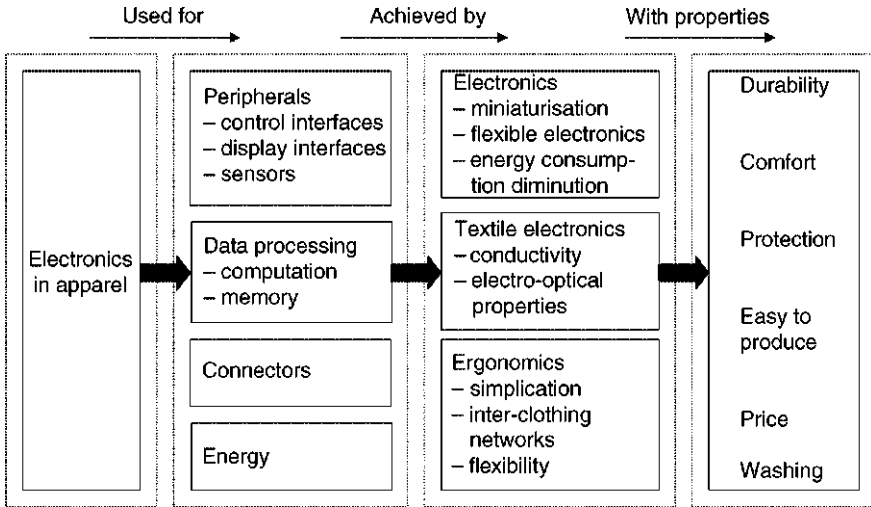 Used for
Achieved by
With properties
Electronics
in apparel
Peripherals
– control interfaces
– display interfaces
– sensors
Data processing
– computation
– memory
Connectors
Energy
Electronics
– miniaturisation
– flexible electronics
– energy consump-
tion diminution
Textile electronics
– conductivity
– electro-optical
properties
Ergonomics
– simplication
– inter-clothing
networks
– flexibility
Durability
Comfort
Protection
Easy to
produce
Price
Washing